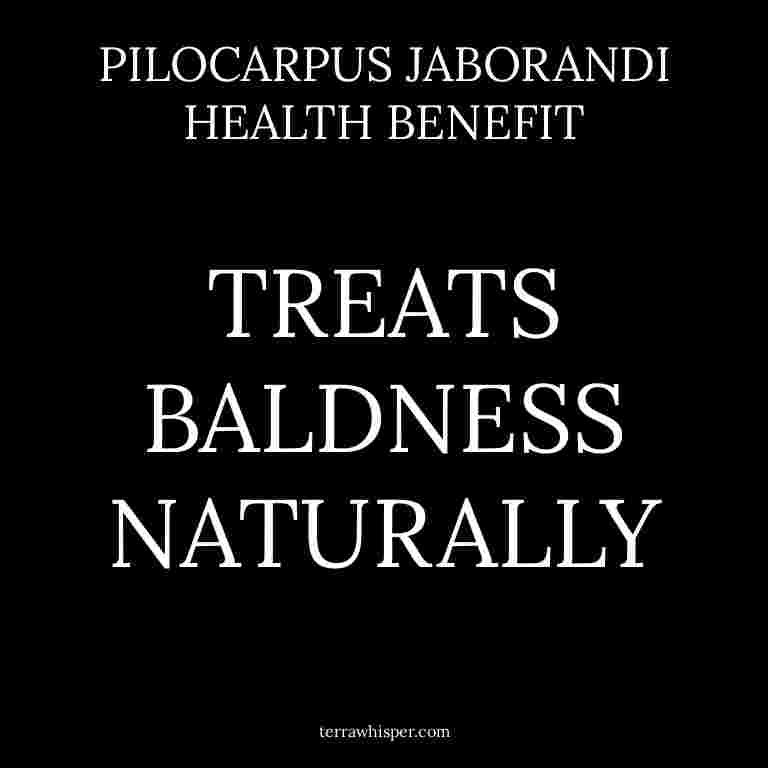 PILOCARPUS JABORANDI
HEALTH BENEFIT
TREATS
BALDNESS
NATURALLY
terrawhisper.com